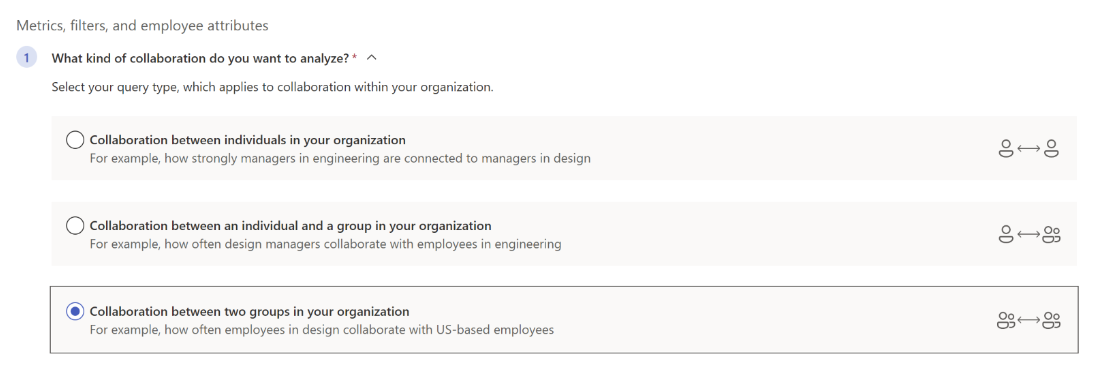 Metrics, filters, and employee attributes
1 What kind of collaboration do you want to analyze? *
Select your query type, which applies to collaboration within your organization.
Collaboration between individuals in your organization
For example, how strongly managers in engineering are connected to managers in design
Collaboration between an individual and a group in your organization
For example, how often design managers collaborate with employees in engineering
Collaboration between two groups in your organization
For example, how often employees in design collaborate with US-based employees